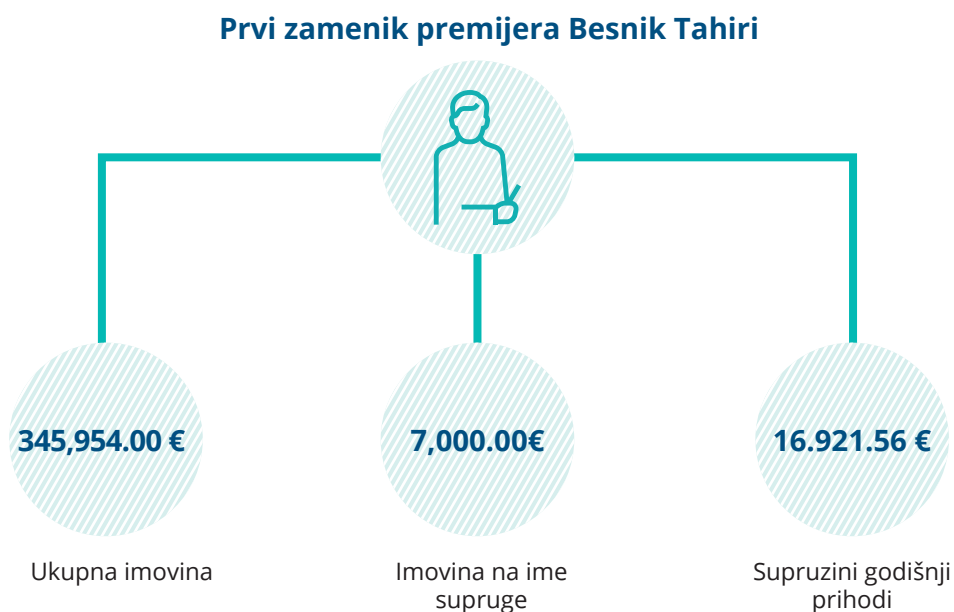 Prvi zamenik premijera Besnik Tahiri
345,954.00 €
7,000.00€
16.921.56 €
Ukupna imovina
Imovina na ime
supruge
Supruzini godišnji
prihodi